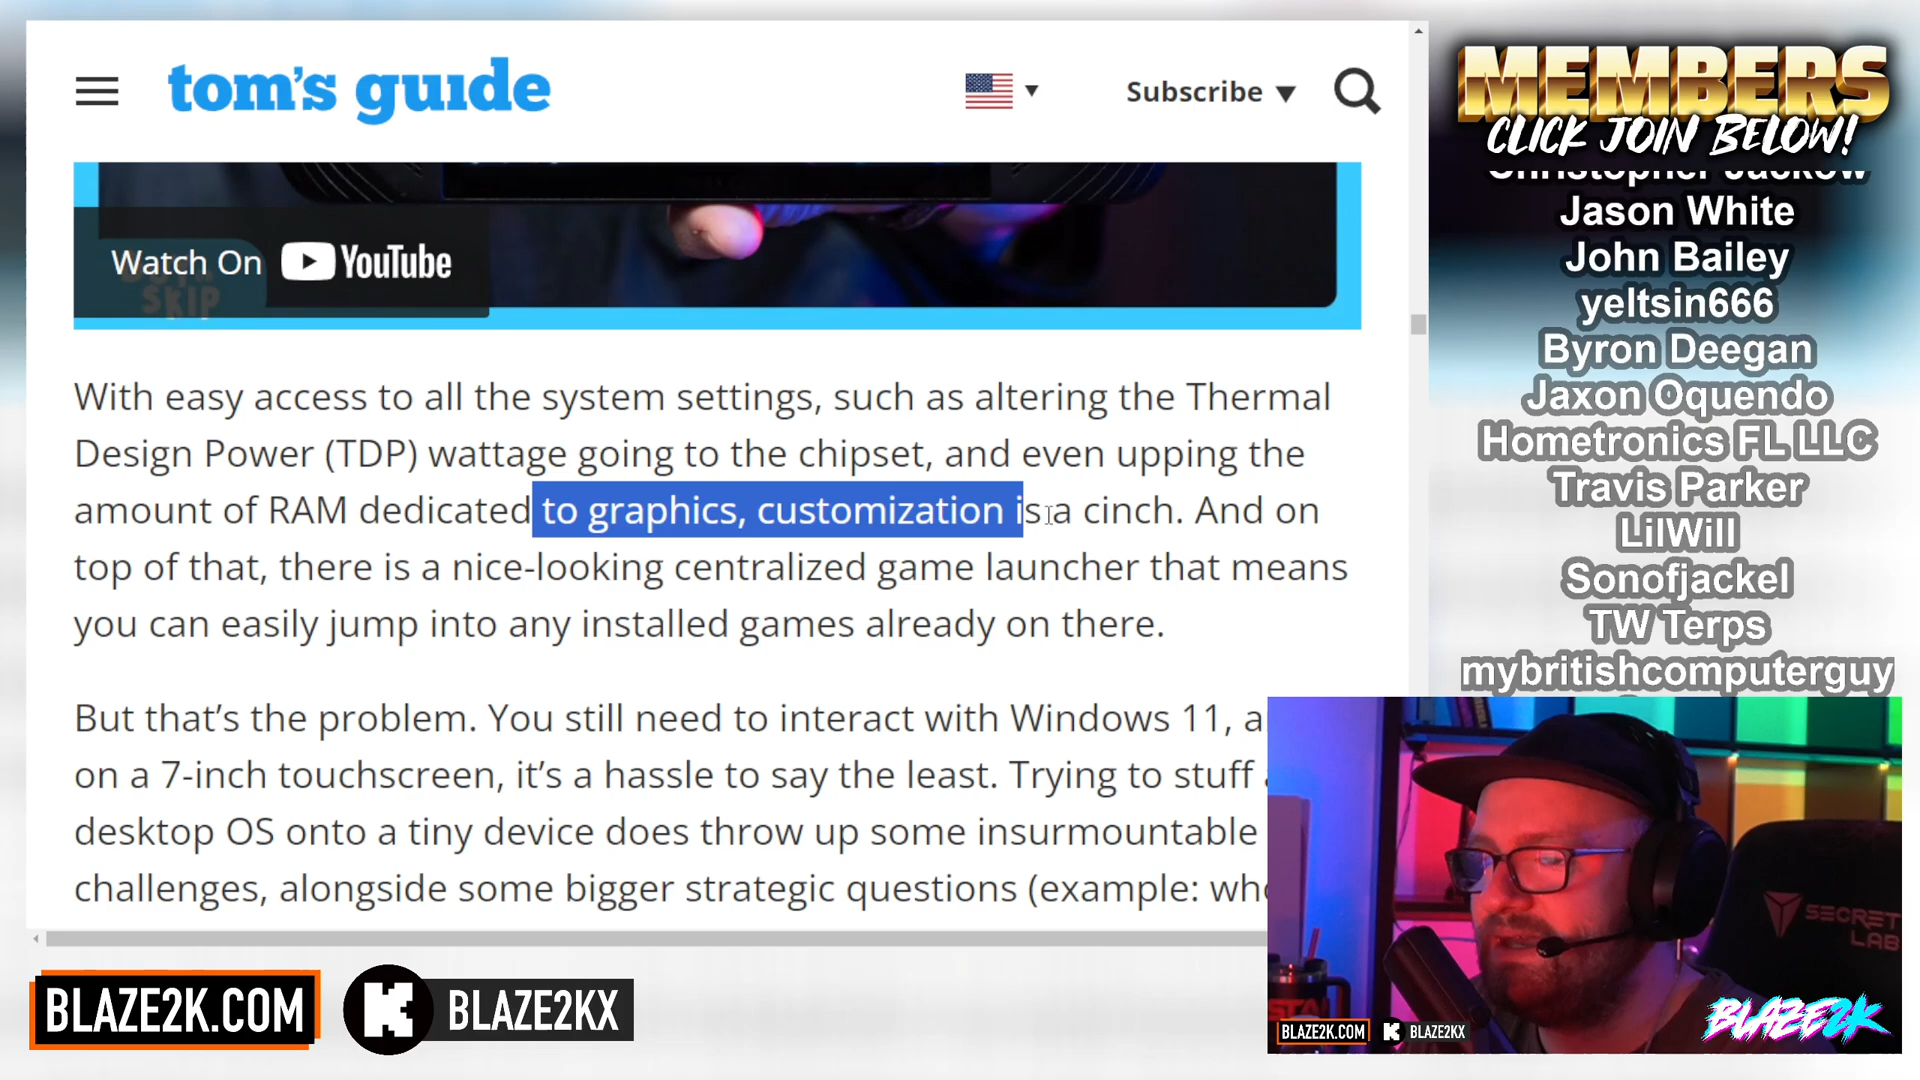 tom's guide
Subscribe
MEMBERS
CLICK JOIN BELOW!
Christopher Jackow
Jason White
John Bailey
yeltsin666
Byron Deegan
Jaxon Oquendo
Hometronics FL LLC
Travis Parker
LilWill
Sonofjackel
TW Terps
mybritishcomputerguy
SKIP
Watch On YouTube
With easy access to all the system settings, such as altering the Thermal
Design Power (TDP) wattage going to the chipset, and even upping the
amount of RAM dedicated to graphics, customization is a cinch. And on
top of that, there is a nice-looking centralized game launcher that means
you can easily jump into any installed games already on there.
But that's the problem. You still need to interact with Windows 11, a
on a 7-inch touchscreen, it's a hassle to say the least. Trying to stuff
desktop OS onto a tiny device does throw up some insurmountable
challenges, alongside some bigger strategic questions (example: who
SECRET
LAB
BLAZE2K.COM
K BLAZE2KX
BLAZE2K.COM
K BLAZE2KX
BLAZE2K